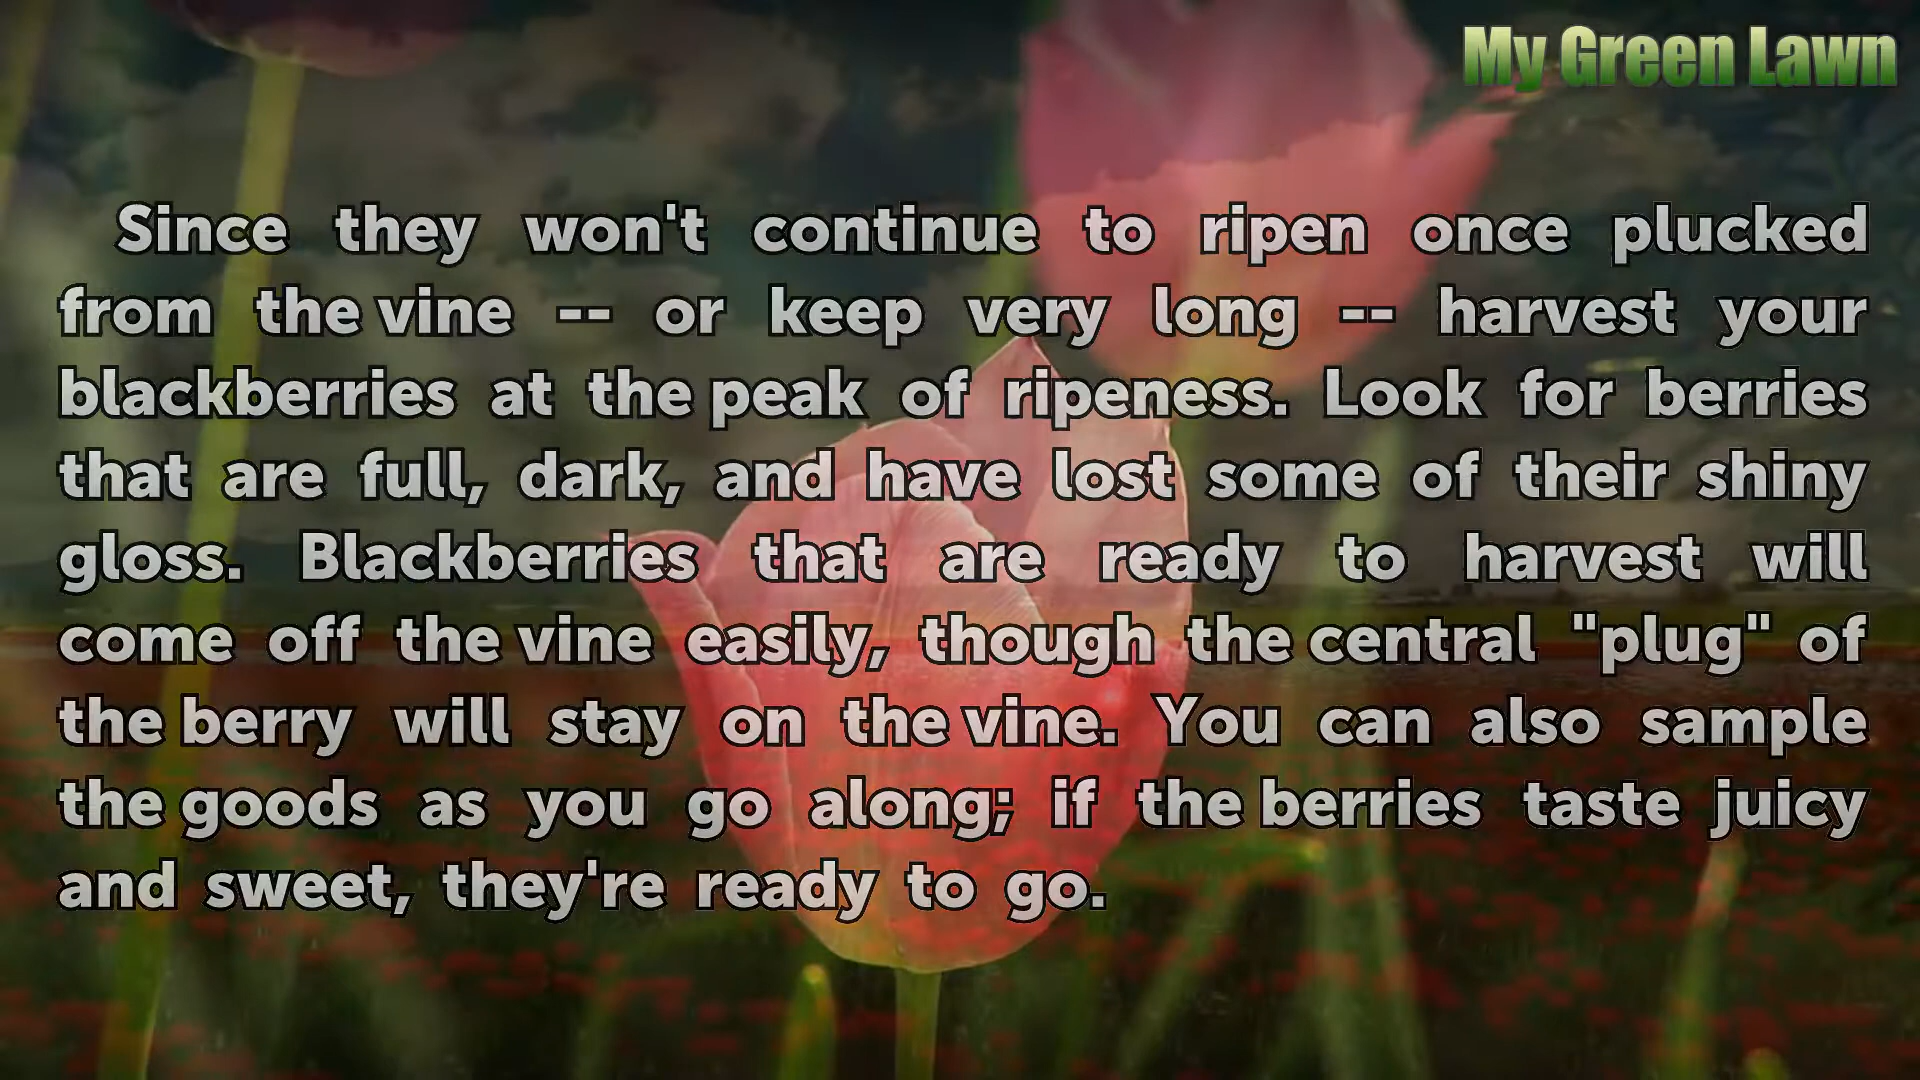 My Green Lawn
Since they won't continue to ripen once plucked
from the vine -- or keep very long -- harvest your
blackberries at the peak of ripeness. Look for berries
that are full, dark, and have lost some of their shiny
gloss. Blackberries that are ready to harvest will
come off the vine easily, though the central "plug" of
the berry will stay on the vine. You can also sample
the goods as you go along; if the berries taste juicy
and sweet, they're ready to go.